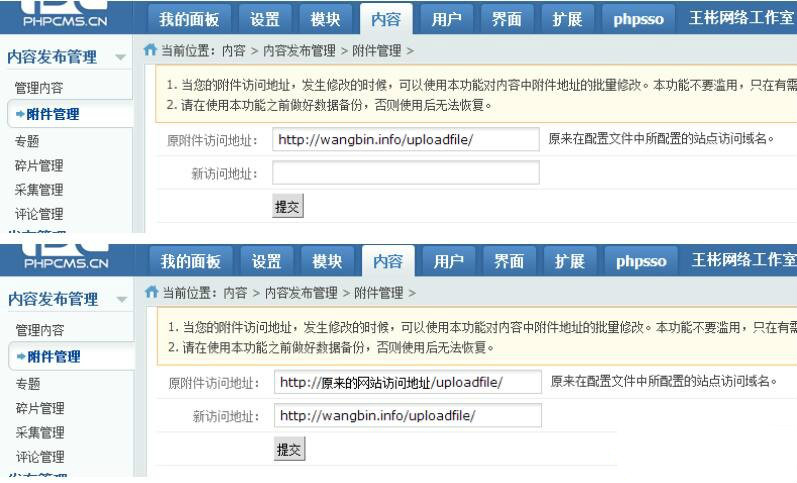 PHPCMS.CN 我的面板 设置 模块 内容 用户 界面 扩展 phpsso 王彬网络工作室
内容发布管理 当前位置：内容 > 内容发布管理 > 附件管理 >
管理内容
附件管理
专题
碎片管理
采集管理
评论管理
1. 当您的附件访问地址，发生修改的时候，可以使用本功能对内容中附件地址的批量修改。本功能不要滥用，只在有需
2. 请在使用本功能之前做好数据备份，否则使用后无法恢复。
原附件访问地址： http://wangbin.info/uploadfile/ 原来在配置文件中所配置的站点访问域名。
新访问地址：
提交
PHPCMS.CN 我的面板 设置 模块 内容 用户 界面 扩展 phpsso 王彬网络工作室
内容发布管理 当前位置：内容 > 内容发布管理 > 附件管理 >
管理内容
附件管理
专题
碎片管理
采集管理
评论管理
1. 当您的附件访问地址，发生修改的时候，可以使用本功能对内容中附件地址的批量修改。本功能不要滥用，只在有需
2. 请在使用本功能之前做好数据备份，否则使用后无法恢复。
原附件访问地址： http://原来的网站访问地址/uploadfile/ 原来在配置文件中所配置的站点访问域名。
新访问地址： http://wangbin.info/uploadfile/
提交